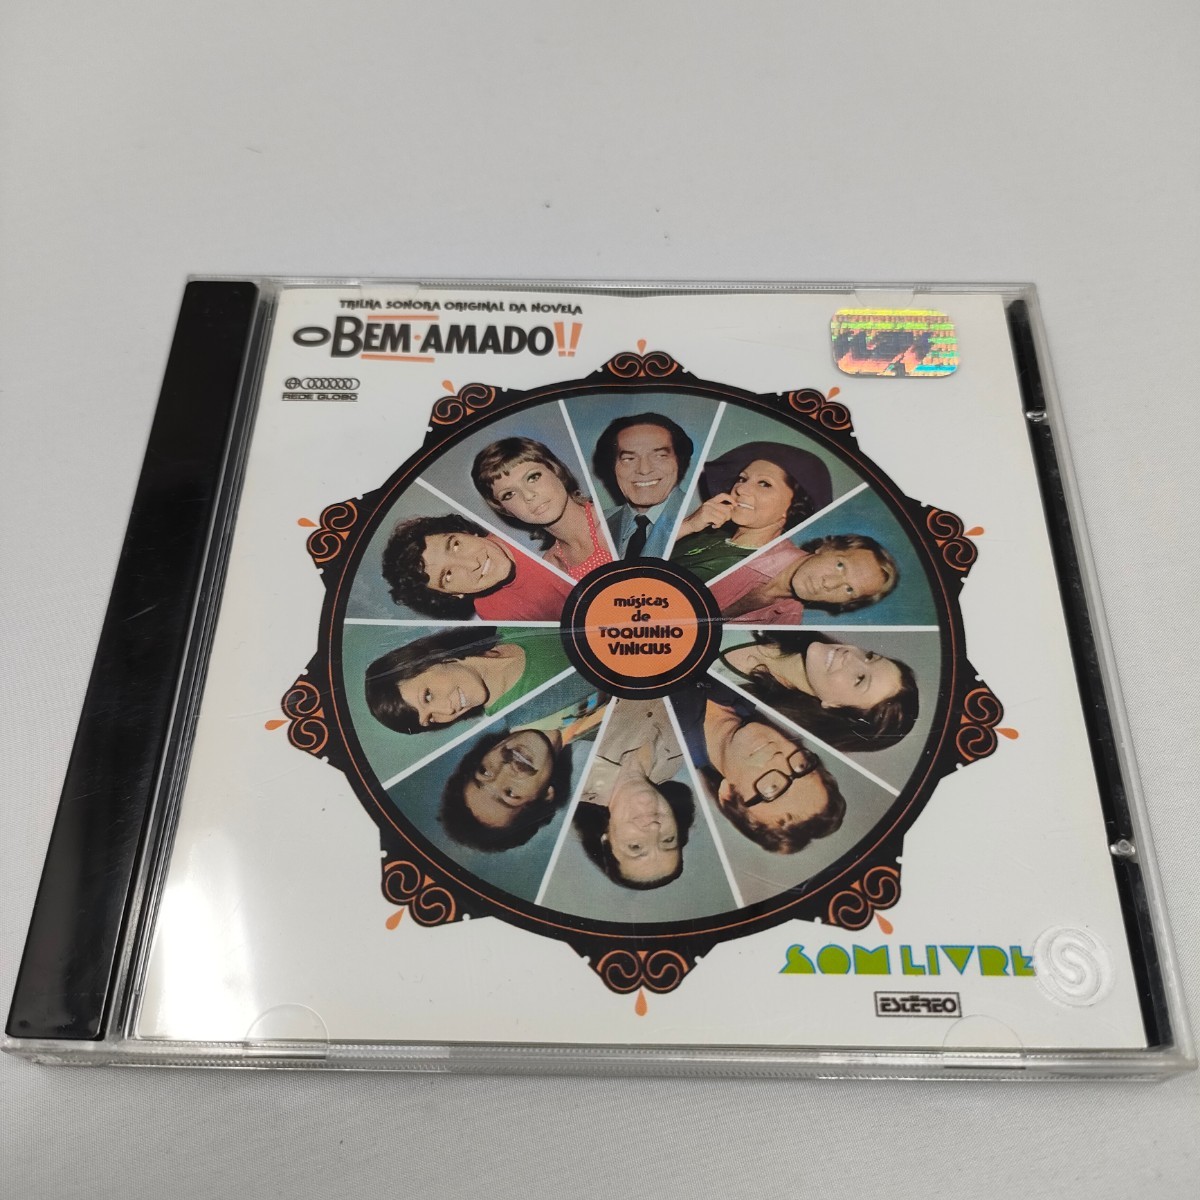 TRILHA SONORA ORIGINAL DA NOVELA
O BEM·AMADO!!
REDE GLOBO
músicas
de
TOQUINHO
VINICIUS
SOM LIVRE
ESTÉREO